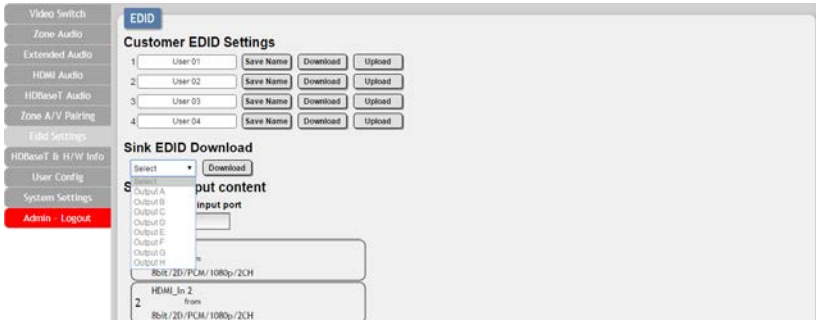 Video Switch
Zone Audio
Extended Audio
HDMI Audio
HDBaseT Audio
Zone A/V Pairing
Edid Settings
HDBaseT & H/W Info
User Config
System Settings
Admin - Logout
EDID
Customer EDID Settings
1 User 01 Save Name Download Upload
2 User 02 Save Name Download Upload
3 User 03 Save Name Download Upload
4 User 04 Save Name Download Upload
Sink EDID Download
Select Download
Select
Output A
Output B
Output C
Output D
Output E
Output F
Output G
Output H
S put content
input port
8bit/2D/PCM/1080p/2CH
HDMI_In 2
2 from
8bit/2D/PCM/1080p/2CH